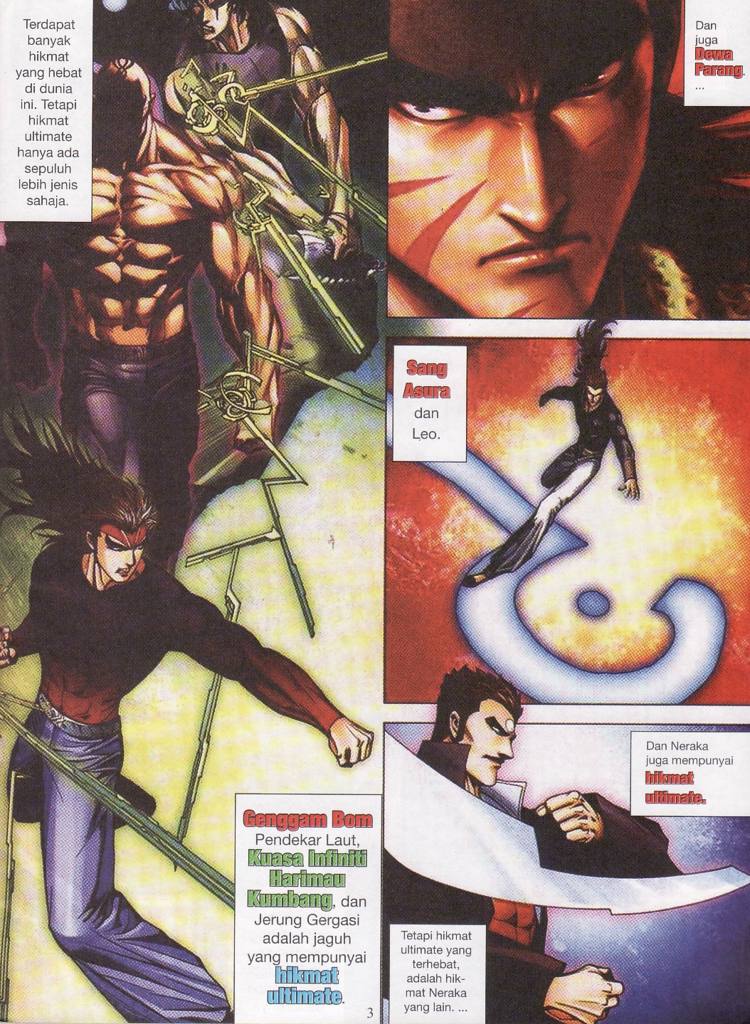 Terdapat
banyak
hikmat
yang hebat
di dunia
ini. Tetapi
hikmat
ultimate
hanya ada
sepuluh
lebih jenis
sahaja.
Dan
juga
Dewa
Parang
...
Sang
Asura
dan
Leo.
Genggam Bom
Pendekar Laut,
Kuasa Infiniti
Harimau
Kumbang, dan
Jerung Gergasi
adalah jaguh
yang mempunyai
hikmat
ultimate.
Dan Neraka
juga mempunyai
hikmat
ultimate.
Tetapi hikmat
ultimate yang
terhebat,
adalah hik-
mat Neraka
yang lain. ...
3